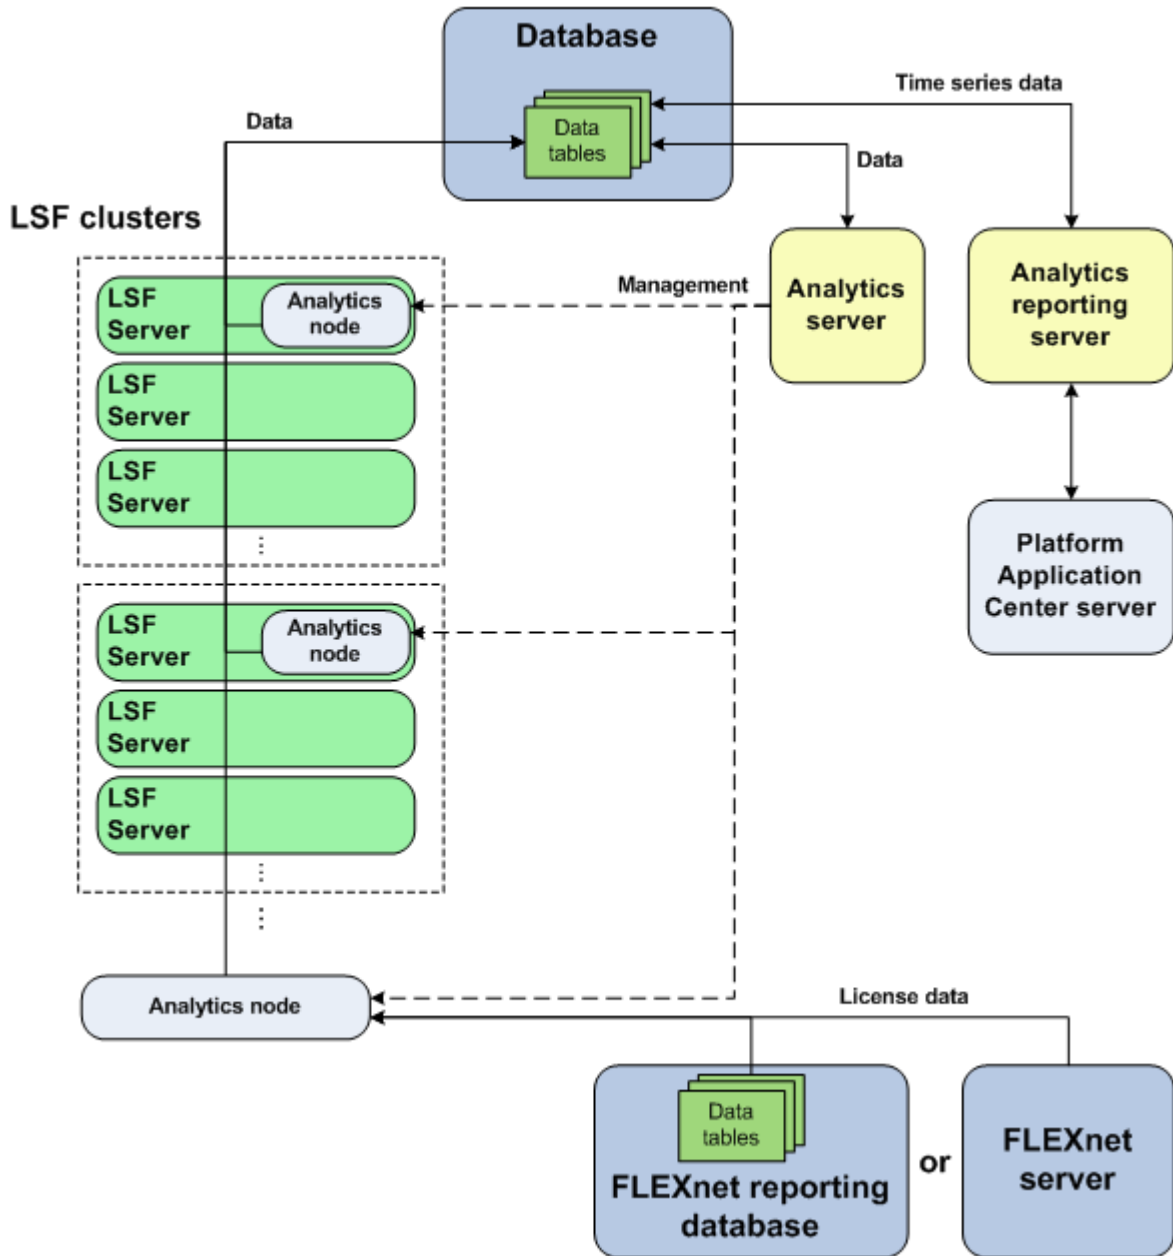 Database
Time series data
Data
Data
tables
Data
LSF clusters
Management
Analytics
server
Analytics
reporting
server
LSF
Server
Analytics
node
LSF
Server
LSF
Server
Platform
Application
Center server
LSF
Server
Analytics
node
LSF
Server
LSF
Server
Analytics node
License data
Data
tables
FLEXnet reporting
database
or
FLEXnet
server